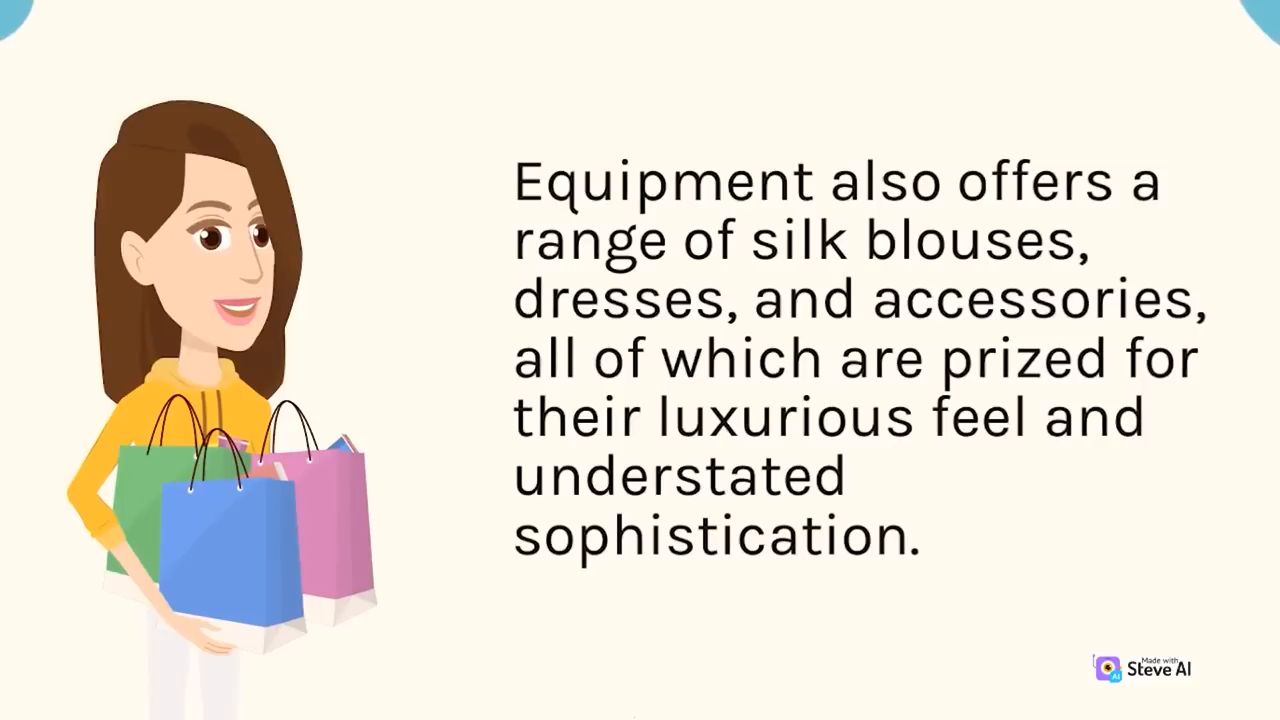 Equipment also offers a
range of silk blouses,
dresses, and accessories,
all of which are prized for
their luxurious feel and
understated
sophistication.
Made with
Steve AI
AI